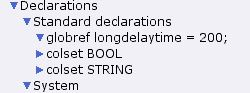 Declarations
Standard declarations
globref longdelaytime = 200;
colset BOOL
colset STRING
System